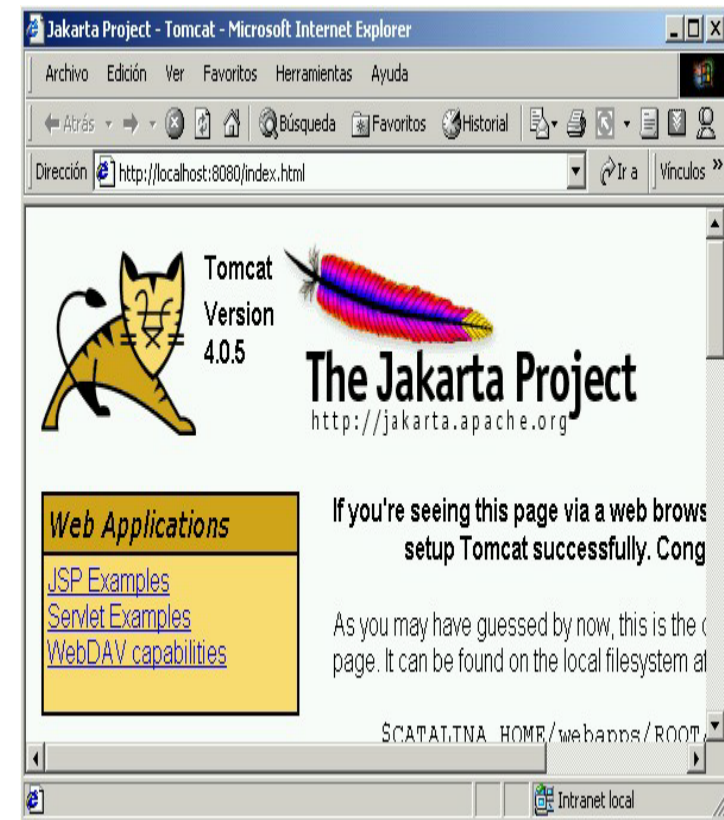 Jakarta Project - Tomcat - Microsoft Internet Explorer
Archivo Edición Ver Favoritos Herramientas Ayuda
Atrás Búsqueda Favoritos Historial
Dirección http://localhost:8080/index.html Ir a Vínculos »
Tomcat
Version
4.0.5
The Jakarta Project
http://jakarta.apache.org
Web Applications
JSP Examples
Servlet Examples
WebDAV capabilities
If you're seeing this page via a web brows
setup Tomcat successfully. Cong
As you may have guessed by now, this is the
page. It can be found on the local filesystem at
$CATALINA_HOME/webapps/ROOT
Intranet local